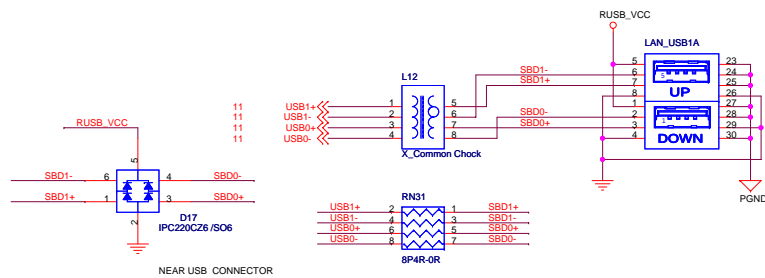 RUSB_VCC
LAN_USB1A
L12
SBD1-
SBD1+
5
6
7
8
23
24
25
26
5
UP
11
11
11
11
USB1+
USB1-
USB0+
USB0-
1
2
3
4
5
6
7
8
SBD0-
SBD0+
1
2
3
4
27
28
29
30
1
DOWN
X_Common Chock
RUSB_VCC
5
SBD1-
6
4
SBD0-
SBD1+
1
3
SBD0+
2
D17
IPC220CZ6 /SO6
NEAR USB CONNECTOR
RN31
USB1+
2
1
SBD1+
USB1-
4
3
SBD1-
USB0+
6
5
SBD0+
USB0-
8
7
SBD0-
8P4R-0R
PGND